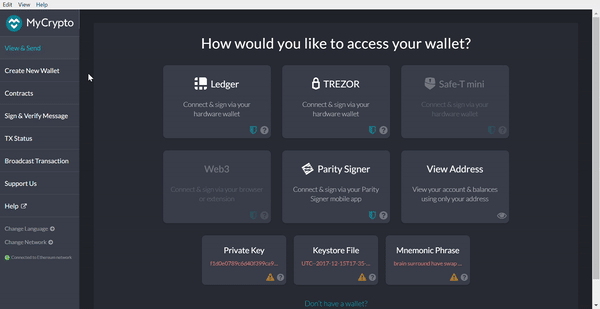 Edit View Help
MyCrypto
View & Send
Create New Wallet
Contracts
Sign & Verify Message
TX Status
Broadcast Transaction
Support Us
Help
Change Language
Change Network
Connected to Ethereum network
How would you like to access your wallet?
Ledger
Connect & sign via your
hardware wallet
TREZOR
Connect & sign via your
hardware wallet
Safe-T mini
Connect & sign via your
hardware wallet
Web3
Connect & sign via your browser
or extension
Parity Signer
Connect & sign via your Parity
Signer mobile app
View Address
View your account & balances
using only your address
Private Key
Keystore File
UTC--2017-12-15T17-35-...
Mnemonic Phrase
brain surround have swap ...
Don't have a wallet?